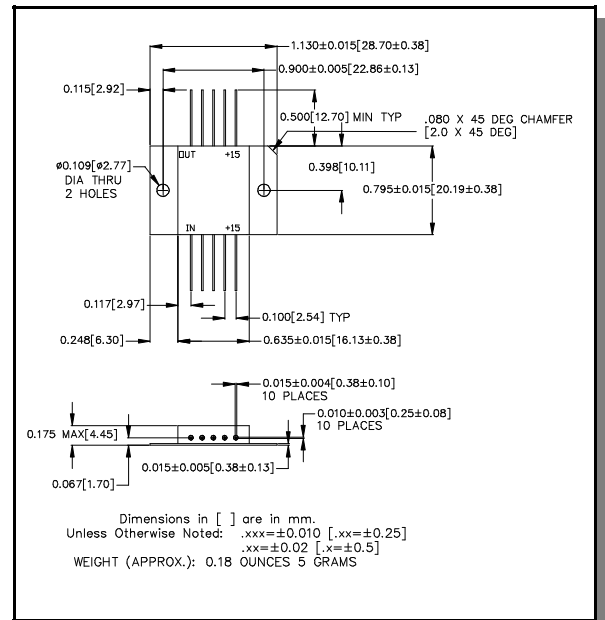 1.130±0.015[28.70±0.38]
0.900±0.005[22.86±0.13]
0.115[2.92]
0.500[12.70] MIN TYP
.080 X 45 DEG CHAMFER
[2.0 X 45 DEG]
OUT +15
0.398[10.11]
ø0.109[ø2.77]
DIA THRU
2 HOLES
0.795±0.015[20.19±0.38]
IN +15
0.117[2.97]
0.100[2.54] TYP
0.248[6.30]
0.635±0.015[16.13±0.38]
0.015±0.004[0.38±0.10]
10 PLACES
0.010±0.003[0.25±0.08]
10 PLACES
0.175 MAX[4.45]
0.015±0.005[0.38±0.13]
0.067[1.70]
Dimensions in [ ] are in mm.
Unless Otherwise Noted: .xxx=±0.010 [.xx=±0.25]
.xx=±0.02 [.x=±0.5]
WEIGHT (APPROX.): 0.18 OUNCES 5 GRAMS